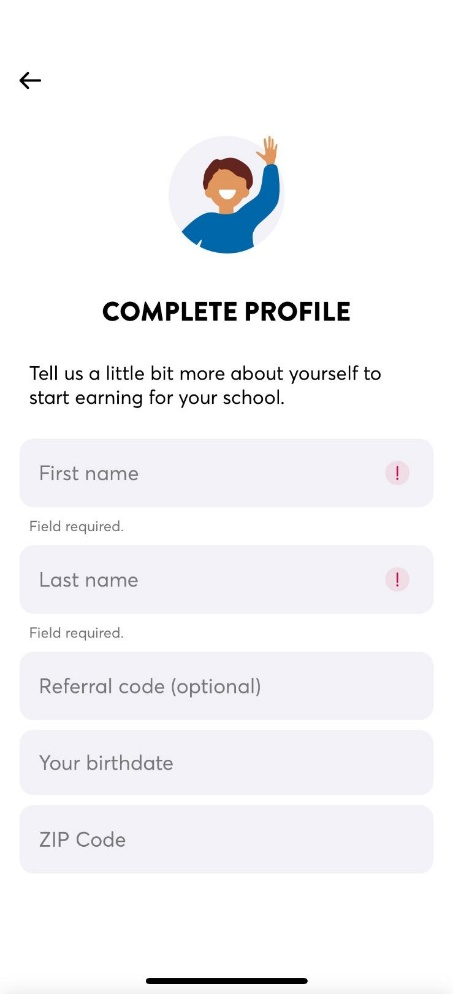 COMPLETE PROFILE
Tell us a little bit more about yourself to
start earning for your school.
First name
!
Field required.
Last name
!
Field required.
Referral code (optional)
Your birthdate
ZIP Code